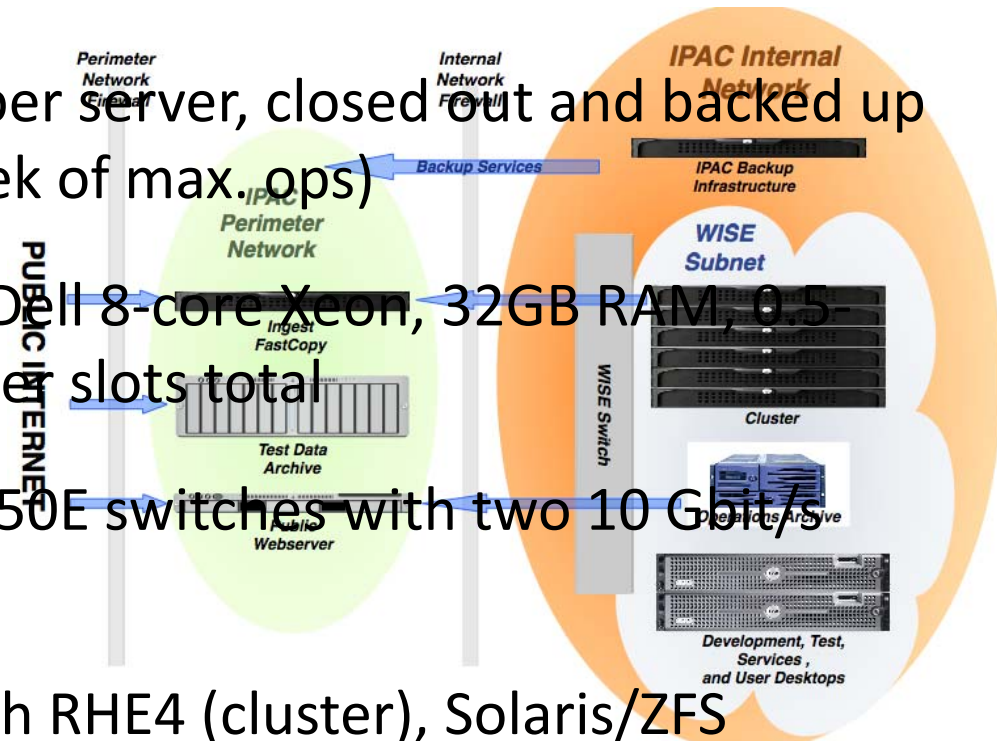 Perimeter
Network
Firewall
Internal
Network
Firewall
IPAC Internal
Network
per server, closed out and backed up
Backup Services
IPAC Backup
Infrastructure
ek of max. ops)
IPAC
Perimeter
Network
WISE
Subnet
PUBLIC INTERNET
Dell 8-core Xeon, 32GB RAM, 0.5-
Ingest
FastCopy
er slots total
WISE Switch
Cluster
Test Data
Archive
50E switches with two 10 Gbit/s
Operations Archive
Public
Webserver
Development, Test,
Services ,
and User Desktops
h RHE4 (cluster), Solaris/ZFS